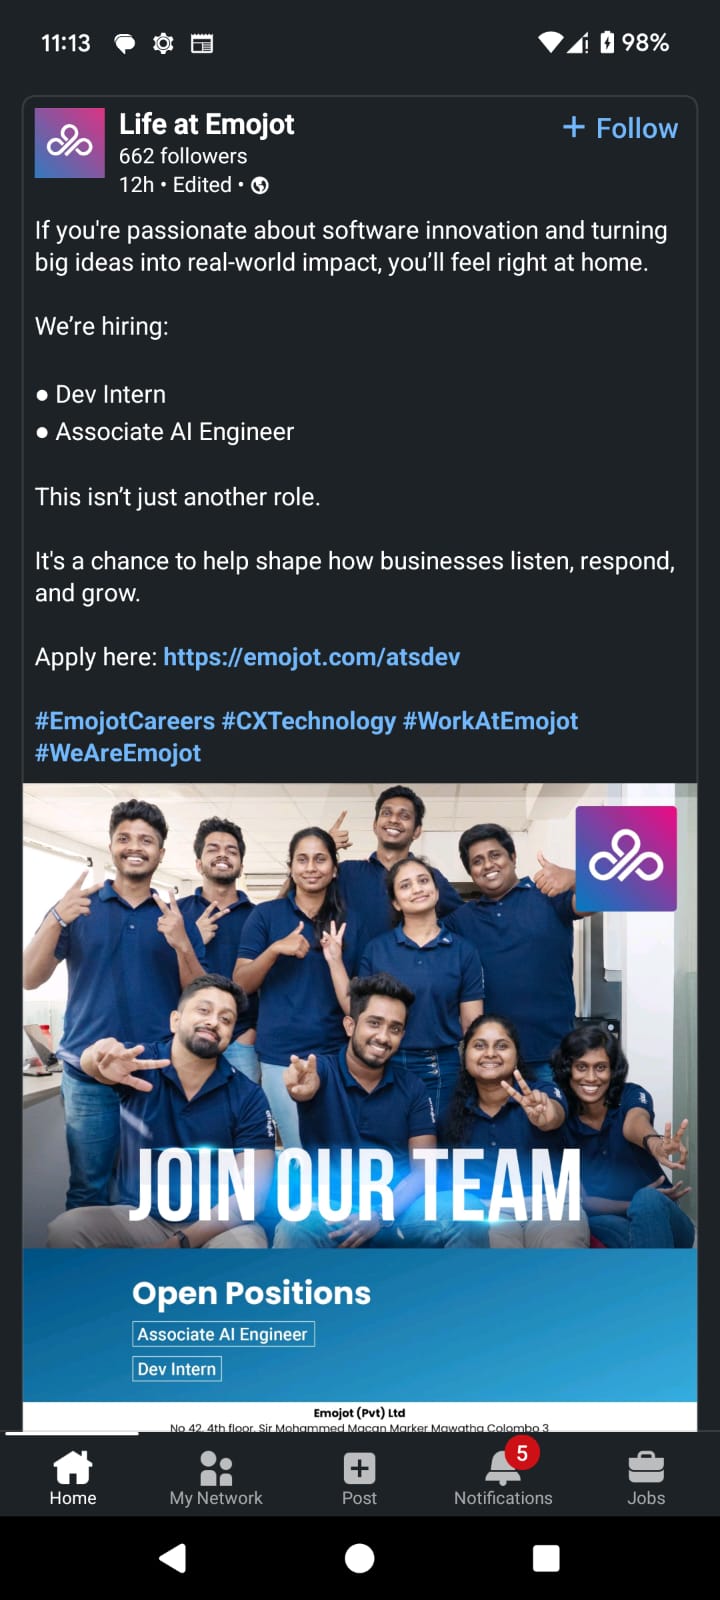 11:13
98%
Life at Emojot
+ Follow
662 followers
12h • Edited •
If you're passionate about software innovation and turning
big ideas into real-world impact, you’ll feel right at home.
We’re hiring:
● Dev Intern
● Associate AI Engineer
This isn’t just another role.
It's a chance to help shape how businesses listen, respond,
and grow.
Apply here: https://emojot.com/atsdev
#EmojotCareers #CXTechnology #WorkAtEmojot
#WeAreEmojot
JOIN OUR TEAM
Open Positions
Associate AI Engineer
Dev Intern
Emojot (Pvt) Ltd
No 42, 4th floor, Sir Mohammed Macan Marker Mawatha Colombo 3
5
Home
My Network
Post
Notifications
Jobs